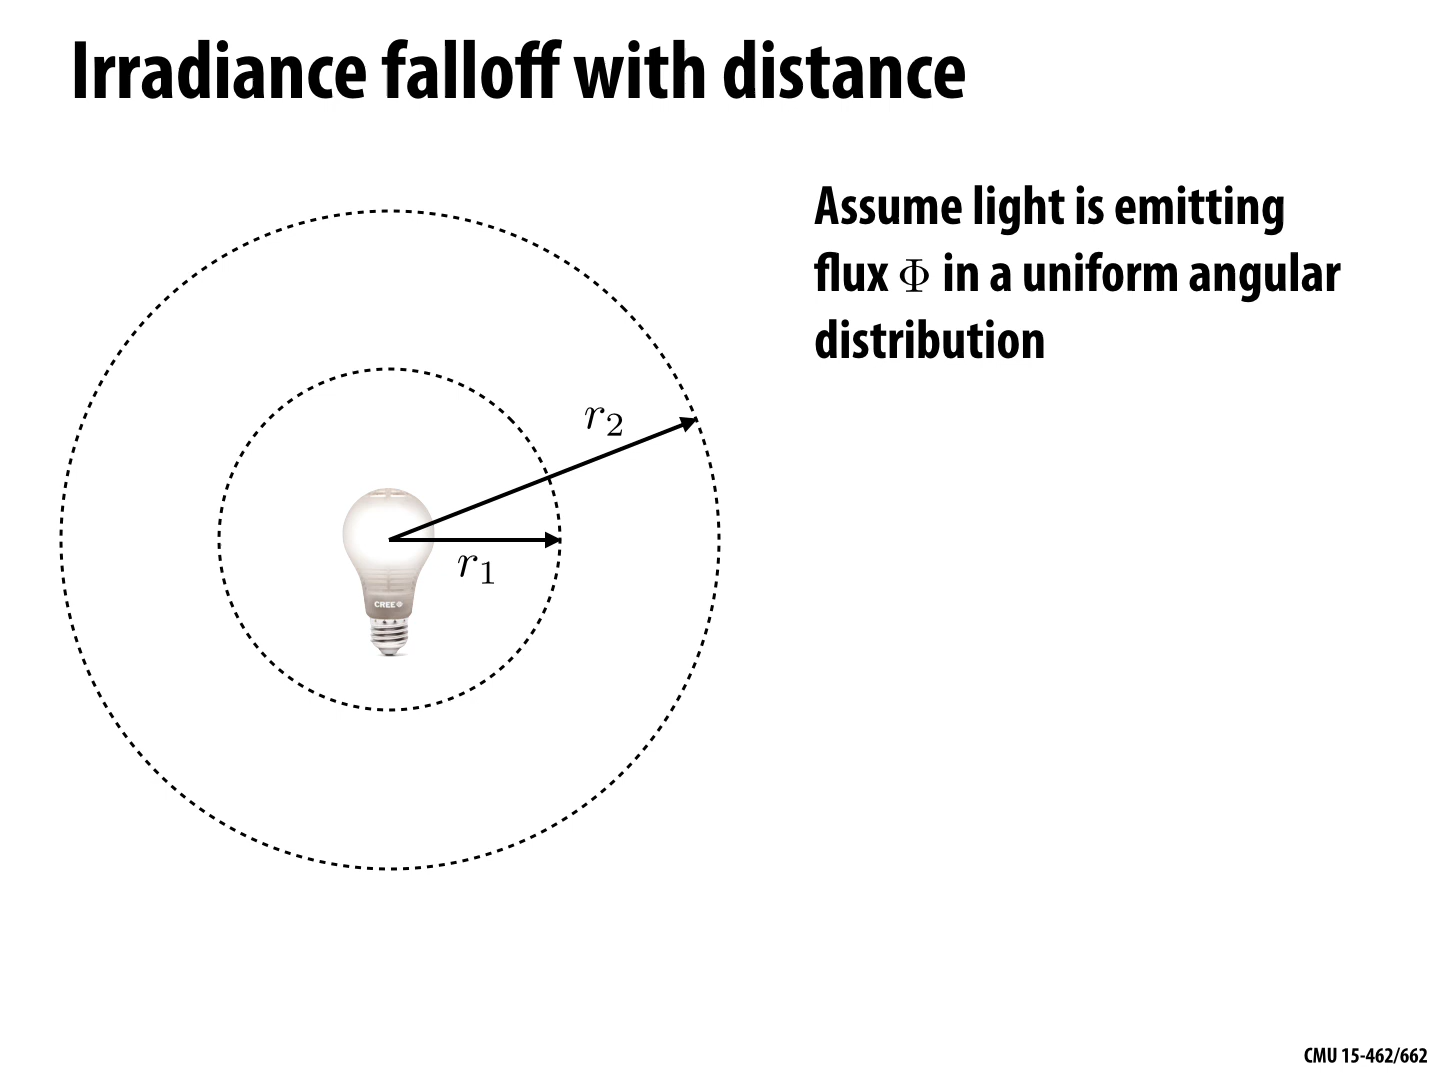 Irradiance falloff with distance
Assume light is emitting
flux Φ in a uniform angular
distribution
r₂
r₁
CREE
CMU 15-462/662